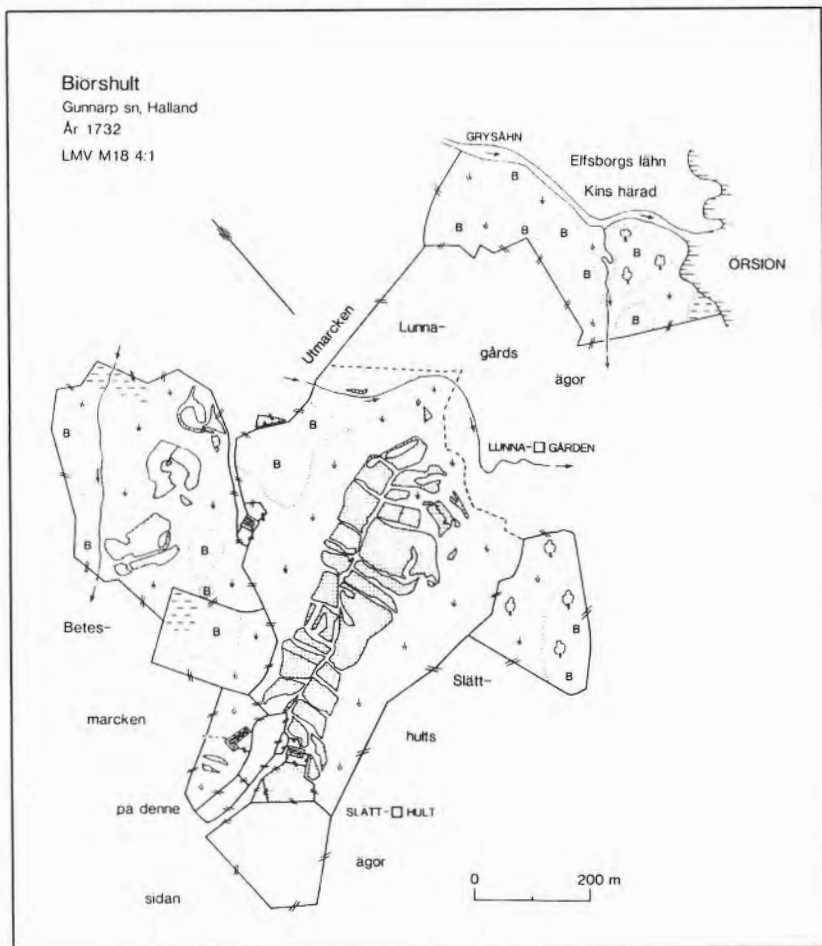 Biörshult
Gunnarp sn, Halland
År 1732
LMV M18 4:1
GRYSÅHN
Elfsborgs lähn
Kins härad
B
B
B
B
B
B
B
B
ÖRSION
Utmarcken
Lunna-
gårds
ägor
LUNNA- GÅRDEN
B
B
B
B
B
B
B
B
B
B
B
Betes-
Slätt-
marcken
hults
på denne
SLÄTT- HULT
ägor
sidan
0 200 m